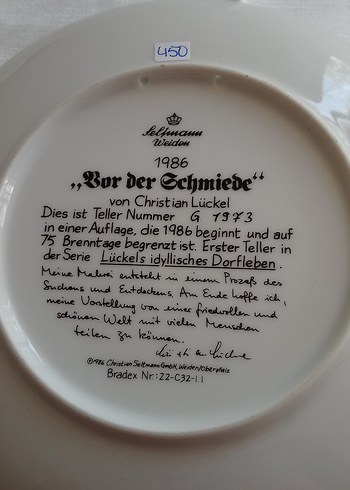 450
Seltmann
Weiden
1986
„Vor der Schmiede“
von Christian Lückel
Dies ist Teller Nummer G 1973
in einer Auflage, die 1986 beginnt und auf
75 Brenntage begrenzt ist. Erster Teller in
der Serie Lückels idyllisches Dorfleben.
Meine Malerei entsteht in einem Prozeß des
Suchens und Entdeckens. Am Ende hoffe ich,
meine Vorstellung von einer friedvollen und
schönen Welt mit vielen Menschen
teilen zu können.
Christian Lückel
©1986 Christian Seltmann GmbH, Weiden/Oberpfalz
Bradex Nr: 22-C32-1.1